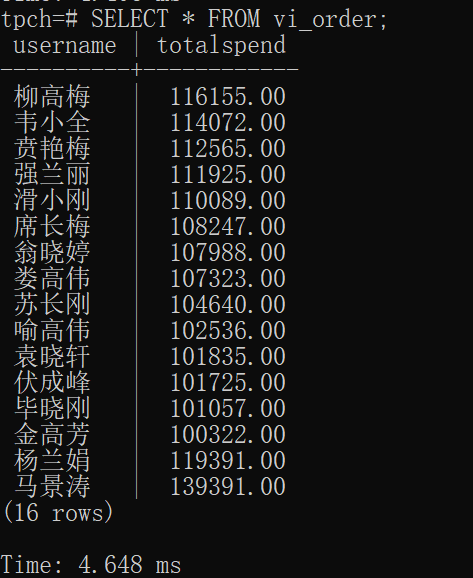 tpch=# SELECT * FROM vi_order;
username | totalspend
----------+------------
柳高梅 | 116155.00
韦小全 | 114072.00
贲艳梅 | 112565.00
强兰丽 | 111925.00
滑小刚 | 110089.00
席长梅 | 108247.00
翁晓婷 | 107988.00
娄高伟 | 107323.00
苏长刚 | 104640.00
喻高伟 | 102536.00
袁晓轩 | 101835.00
伏成峰 | 101725.00
毕晓刚 | 101057.00
金高芳 | 100322.00
杨兰娟 | 119391.00
马景涛 | 139391.00
(16 rows)
Time: 4.648 ms